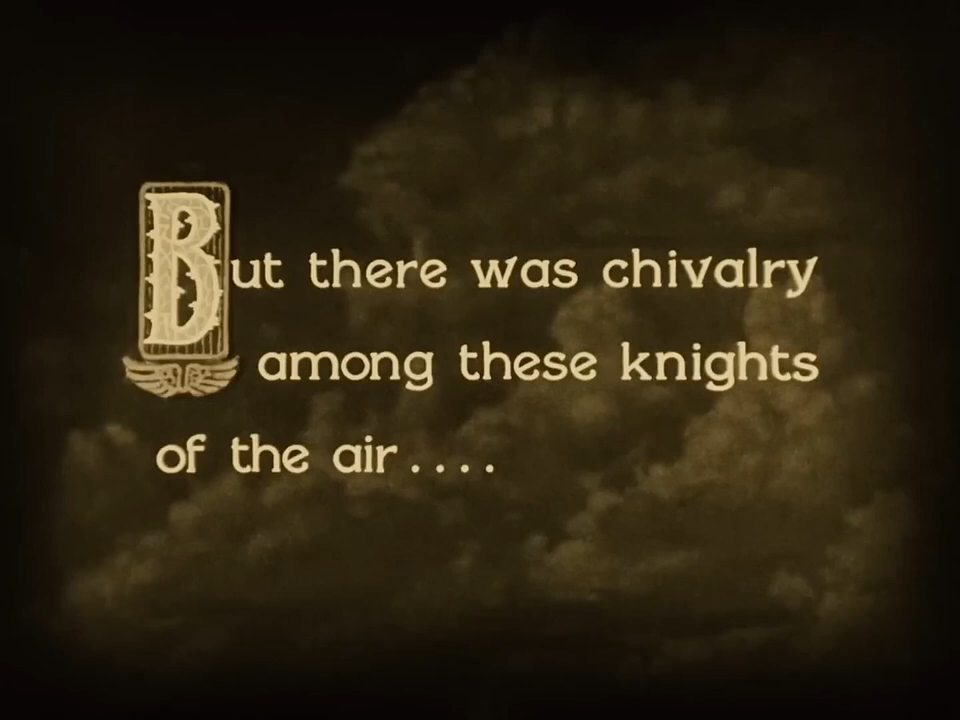 But there was chivalry
among these knights
of the air....